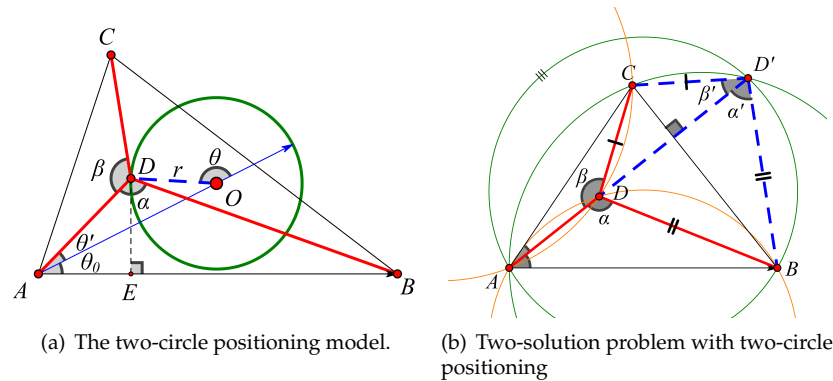 C
β
D
r
θ
α
O
θ'
θ₀
A
E
B
(a) The two-circle positioning model.
C
D'
β'
α'
β
D
α
A
B
(b) Two-solution problem with two-circle
positioning